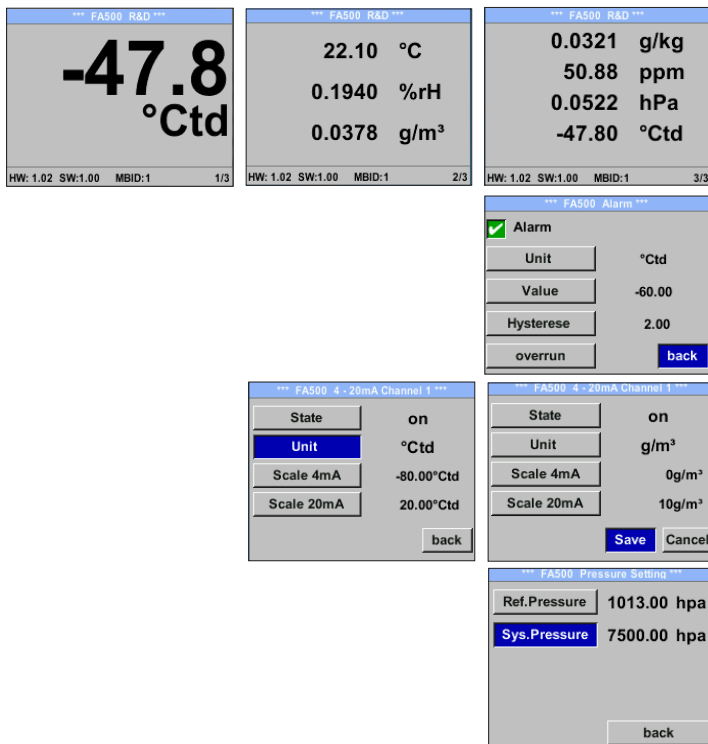 *** FA500 R&D ***
-47.8
°Ctd
HW: 1.02 SW:1.00 MBID:1 1/3
*** FA500 R&D ***
22.10 °C
0.1940 %rH
0.0378 g/m³
HW: 1.02 SW:1.00 MBID:1 2/3
*** FA500 R&D ***
0.0321 g/kg
50.88 ppm
0.0522 hPa
-47.80 °Ctd
HW: 1.02 SW:1.00 MBID:1 3/3
*** FA500 Alarm ***
Alarm
Unit °Ctd
Value -60.00
Hysterese 2.00
overrun back
*** FA500 4 - 20mA Channel 1 ***
State on
Unit °Ctd
Scale 4mA -80.00°Ctd
Scale 20mA 20.00°Ctd
back
*** FA500 4 - 20mA Channel 1 ***
State on
Unit g/m³
Scale 4mA 0g/m³
Scale 20mA 10g/m³
Save Cancel
*** FA500 Pressure Setting ***
Ref.Pressure 1013.00 hpa
Sys.Pressure 7500.00 hpa
back